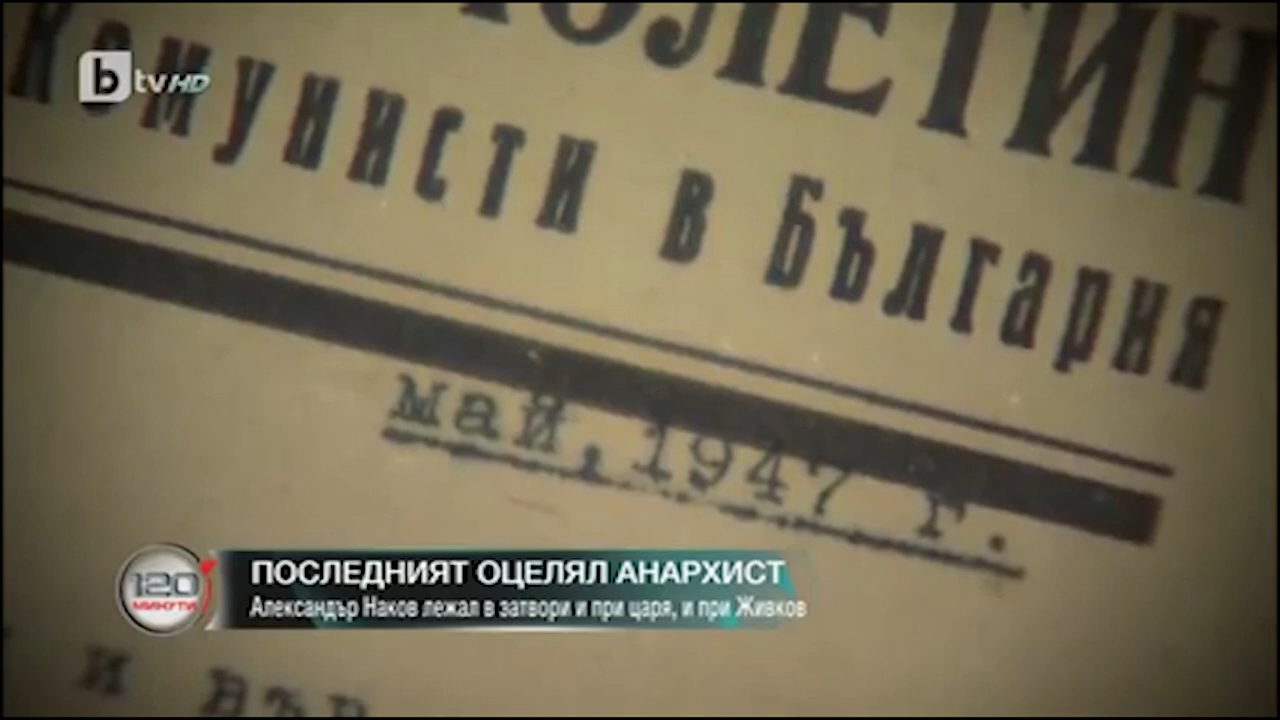 ЮЛЕТИН
Комунисти в България
btv HD
май, 1947 г.
120 МИНУТИ
ПОСЛЕДНИЯТ ОЦЕЛЯЛ АНАРХИСТ
Александър Наков лежал в затвори и при царя, и при Живков
и